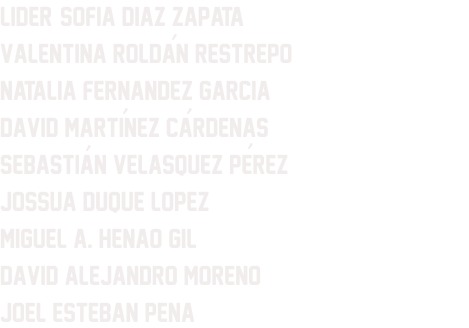 LIDER SOFIA DIAZ ZAPATA
VALENTINA ROLDÁN RESTREPO
NATALIA FERNANDEZ GARCIA
DAVID MARTÍNEZ CÁRDENAS
SEBASTIÁN VELASQUEZ PÉREZ
JOSSUA DUQUE LOPEZ
MIGUEL A. HENAO GIL
DAVID ALEJANDRO MORENO
JOEL ESTEBAN PENA